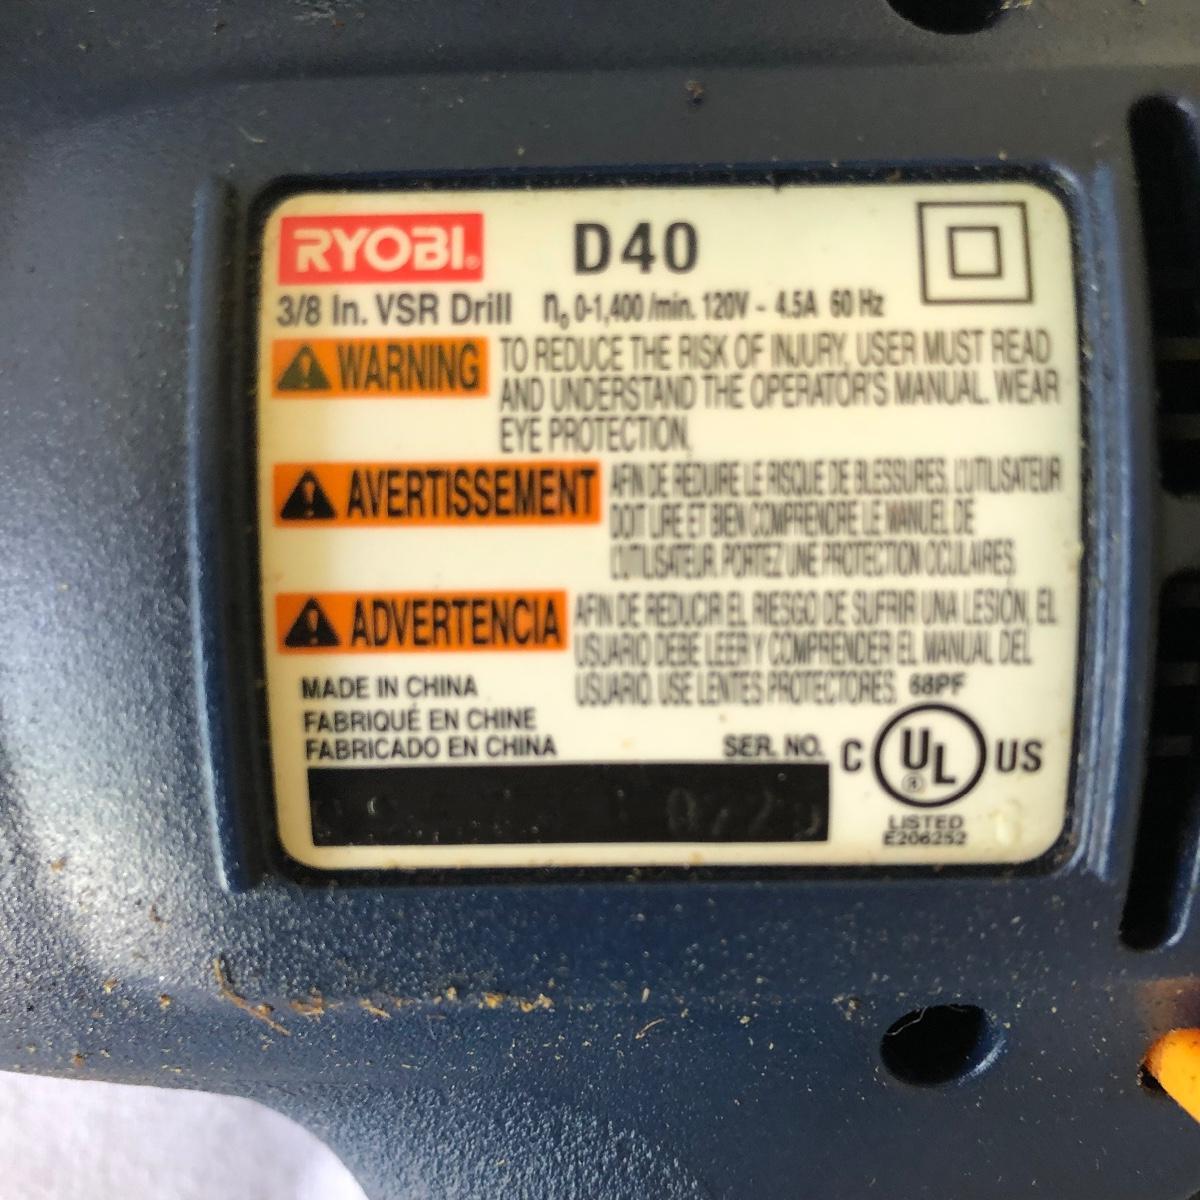 RYOBI® D40
3/8 In. VSR Drill n₀ 0-1,400 /min. 120V ~ 4.5A 60 Hz
WARNING TO REDUCE THE RISK OF INJURY, USER MUST READ
AND UNDERSTAND THE OPERATOR'S MANUAL. WEAR
EYE PROTECTION.
AVERTISSEMENT AFIN DE REDUIRE LE RISQUE DE BLESSURES, L'UTILISATEUR
DOIT LIRE ET BIEN COMPRENDRE LE MANUEL DE
L'UTILISATEUR. PORTEZ UNE PROTECTION OCULAIRES.
ADVERTENCIA AFIN DE REDUCIR EL RIESGO DE SUFRIR UNA LESIÓN, EL
USUARIO DEBE LEER Y COMPRENDER EL MANUAL DEL
USUARIO. USE LENTES PROTECTORES. 68PF
MADE IN CHINA
FABRIQUÉ EN CHINE
FABRICADO EN CHINA SER. NO.
C UL® US
LISTED
E206252